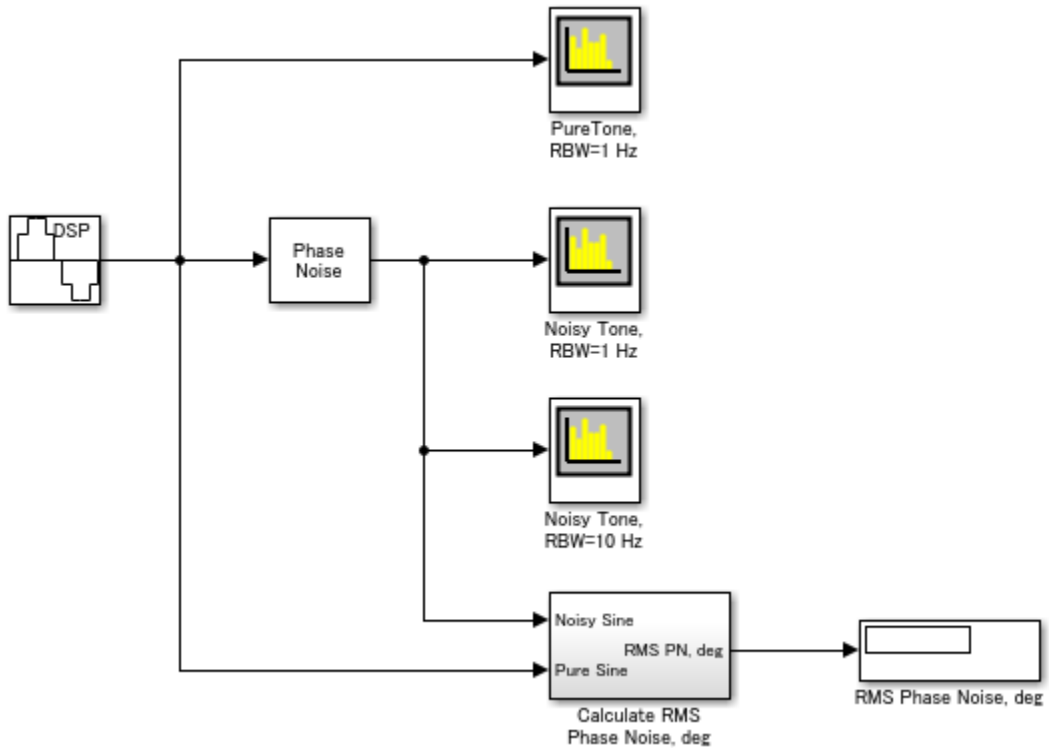 PureTone,
RBW=1 Hz
DSP
Phase
Noise
Noisy Tone,
RBW=1 Hz
Noisy Tone,
RBW=10 Hz
Noisy Sine
RMS PN, deg
Pure Sine
Calculate RMS
Phase Noise, deg
RMS Phase Noise, deg